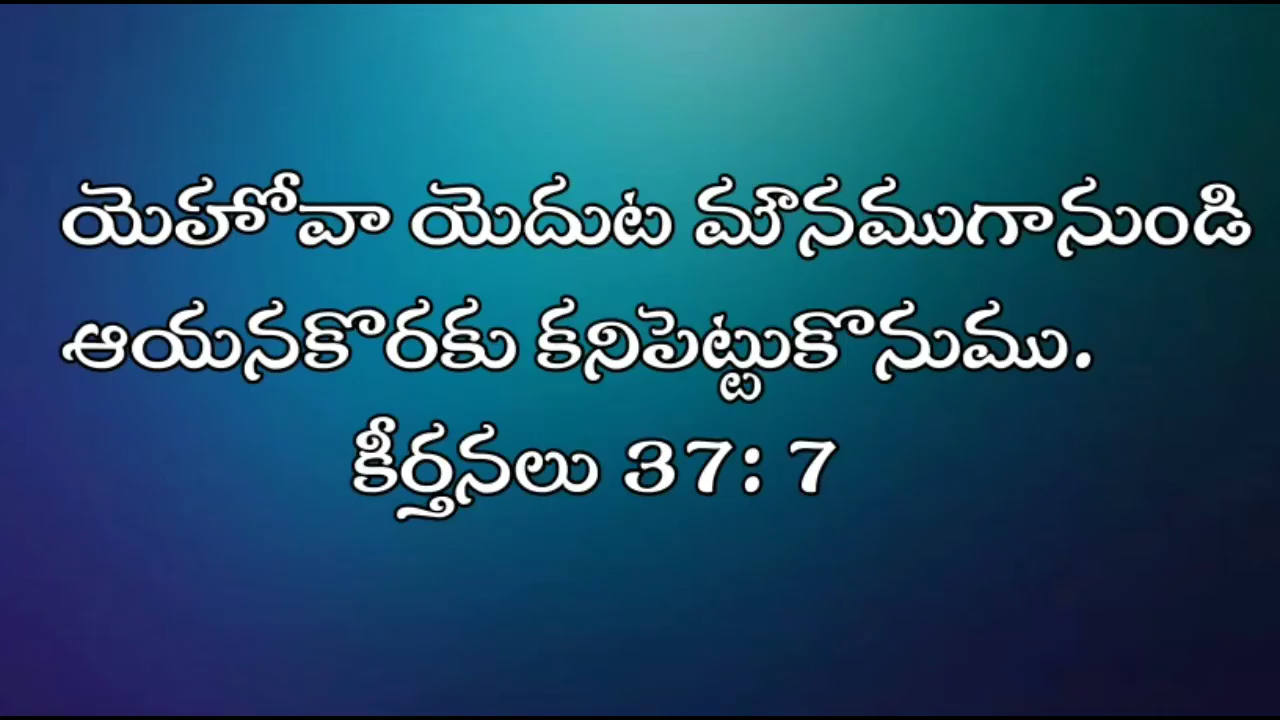 యెహోవా యెదుట మౌనముగానుండి
ఆయనకొరకు కనిపెట్టుకొనుము.
కీర్తనలు 37: 7